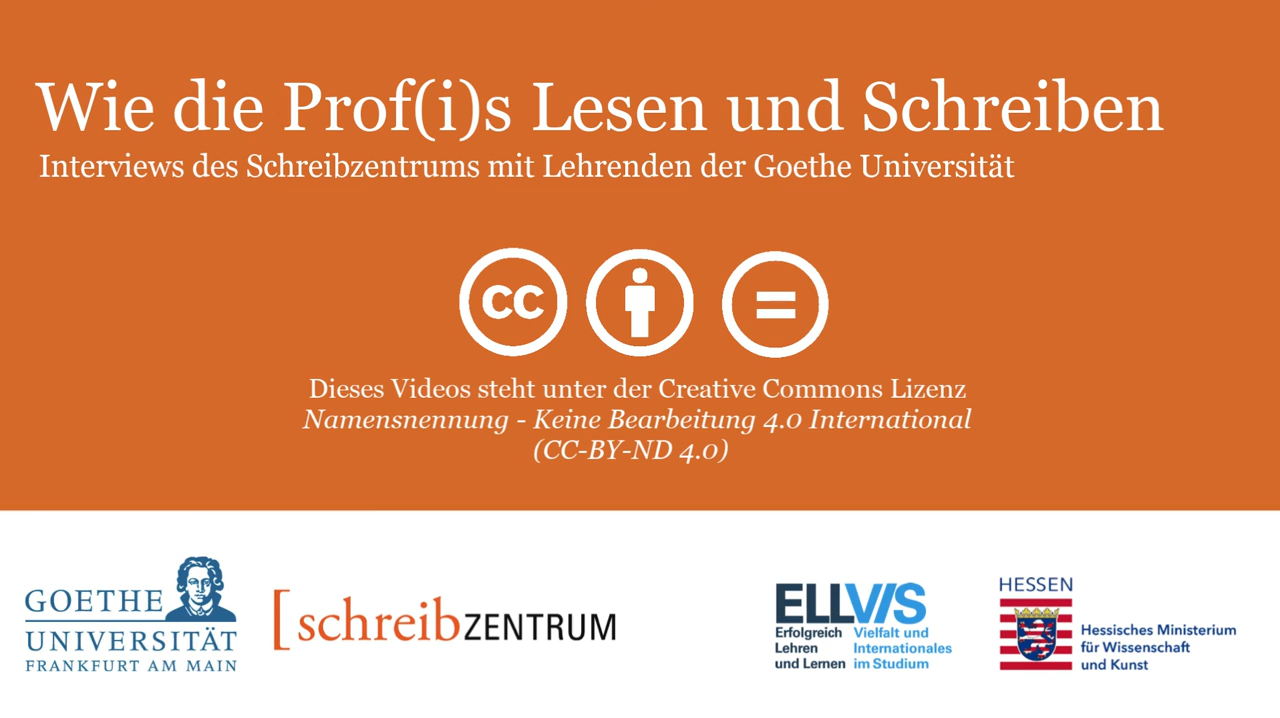 Wie die Prof(i)s Lesen und Schreiben
Interviews des Schreibzentrums mit Lehrenden der Goethe Universität
cc
=
Dieses Videos steht unter der Creative Commons Lizenz
Namensnennung - Keine Bearbeitung 4.0 International
(CC-BY-ND 4.0)
GOETHE
UNIVERSITÄT
FRANKFURT AM MAIN
[schreibZENTRUM
ELLVIS
Erfolgreich Vielfalt und
Lehren Internationales
und Lernen im Studium
HESSEN
Hessisches Ministerium
für Wissenschaft
und Kunst